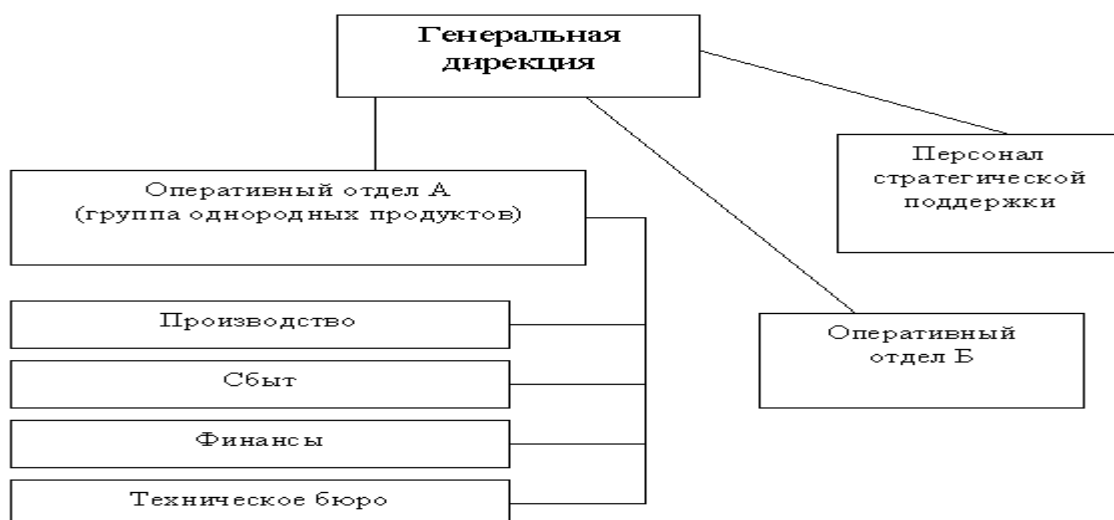 Генеральная
дирекция
Оперативный отдел А
(группа однородных продуктов)
Персонал
стратегической
поддержки
Производство
Сбыт
Финансы
Техническое бюро
Оперативный
отдел Б